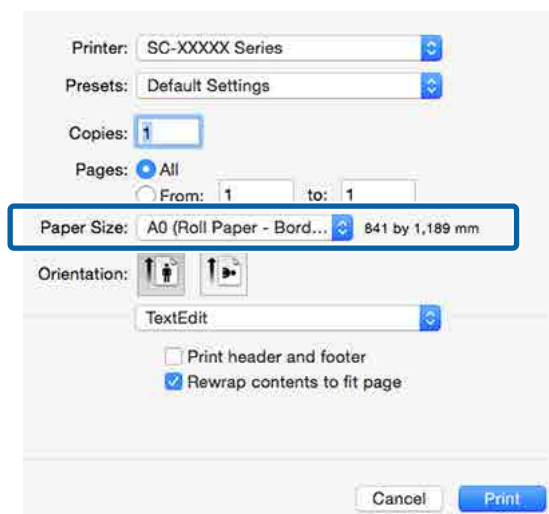 Printer: SC-XXXXX Series
Presets: Default Settings
Copies: 1
Pages: All
From: 1 to: 1
Paper Size: A0 (Roll Paper - Bord... 841 by 1,189 mm
Orientation:
TextEdit
Print header and footer
Rewrap contents to fit page
Cancel Print